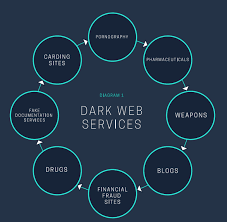 PORNOGRAPHY
PHARMACEUTICALS
WEAPONS
BLOGS
FINANCIAL
FRAUD
SITES
DRUGS
FAKE
DOCUMENTATION
SERVICES
CARDING
SITES
DIAGRAM 1
DARK WEB
SERVICES